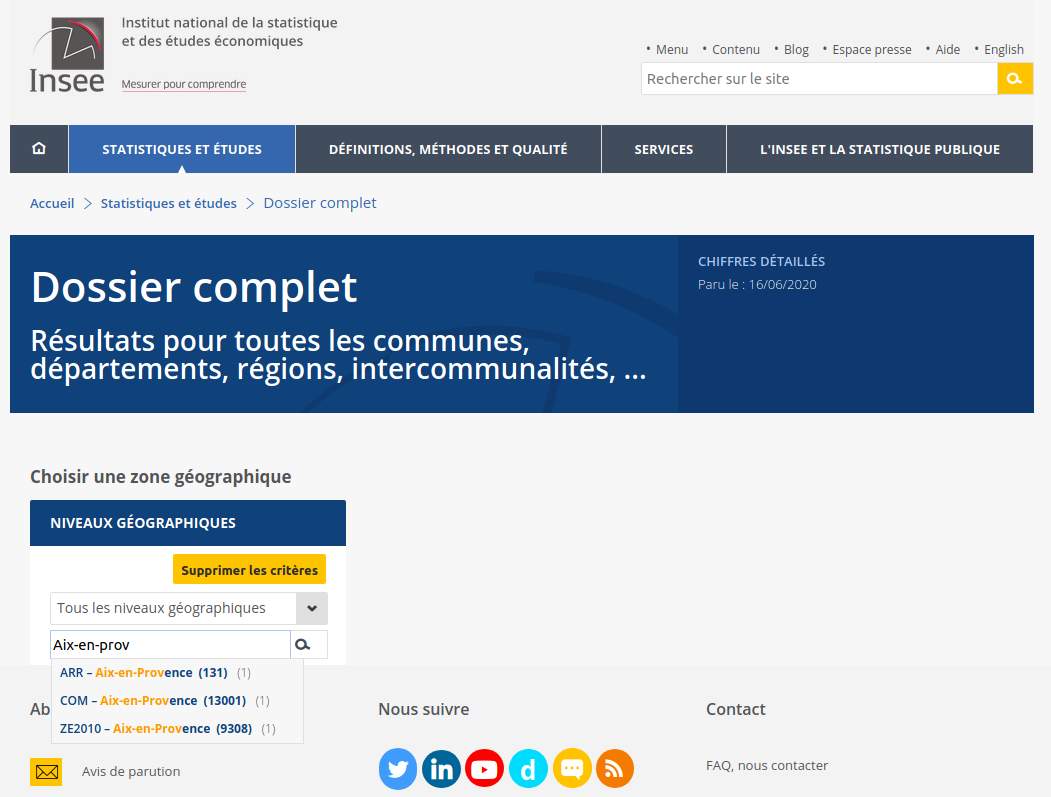 Institut national de la statistique
et des études économiques
Insee
Mesurer pour comprendre
• Menu • Contenu • Blog • Espace presse • Aide • English
Rechercher sur le site
STATISTIQUES ET ÉTUDES
DÉFINITIONS, MÉTHODES ET QUALITÉ
SERVICES
L'INSEE ET LA STATISTIQUE PUBLIQUE
Accueil > Statistiques et études > Dossier complet
Dossier complet
Résultats pour toutes les communes,
départements, régions, intercommunalités, ...
CHIFFRES DÉTAILLÉS
Paru le : 16/06/2020
Choisir une zone géographique
NIVEAUX GÉOGRAPHIQUES
Supprimer les critères
Tous les niveaux géographiques
Aix-en-prov
ARR – Aix-en-Provence (131) (1)
COM – Aix-en-Provence (13001) (1)
ZE2010 – Aix-en-Provence (9308) (1)
Ab
Avis de parution
Nous suivre
in
d
Contact
FAQ, nous contacter